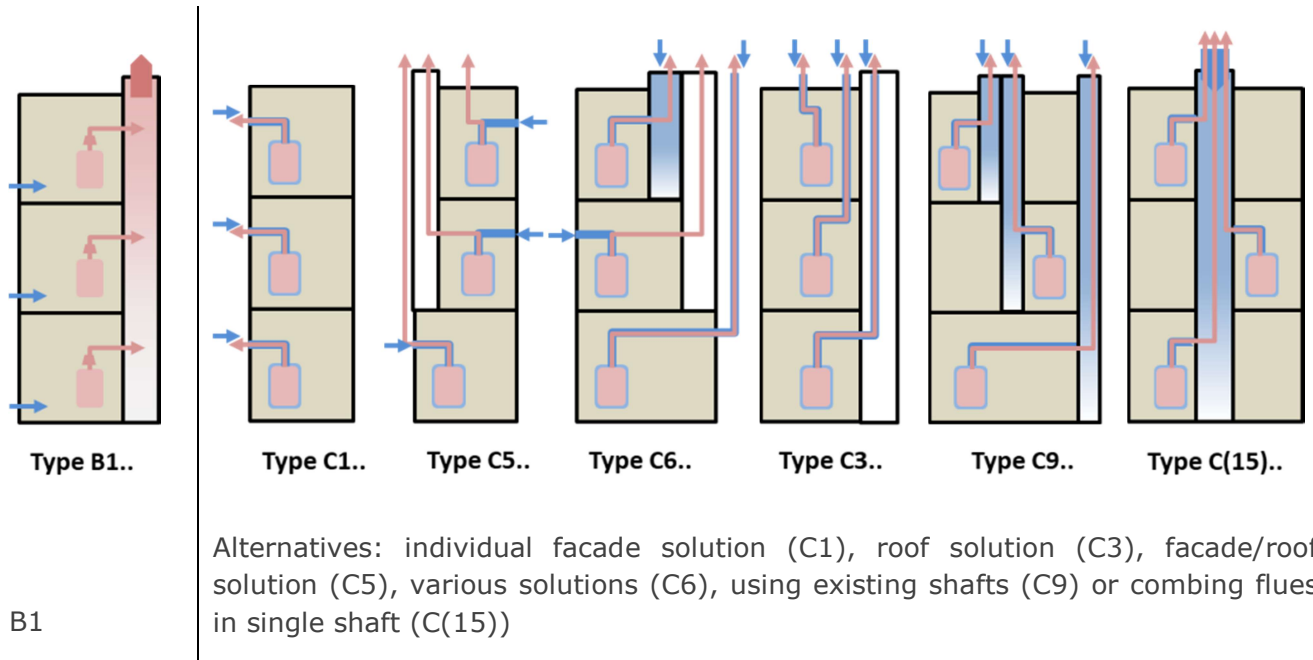 Type B1..
Type C1..
Type C5..
Type C6..
Type C3..
Type C9..
Type C(15)..
Alternatives: individual facade solution (C1), roof solution (C3), facade/roof
solution (C5), various solutions (C6), using existing shafts (C9) or combing flues
in single shaft (C(15))
B1